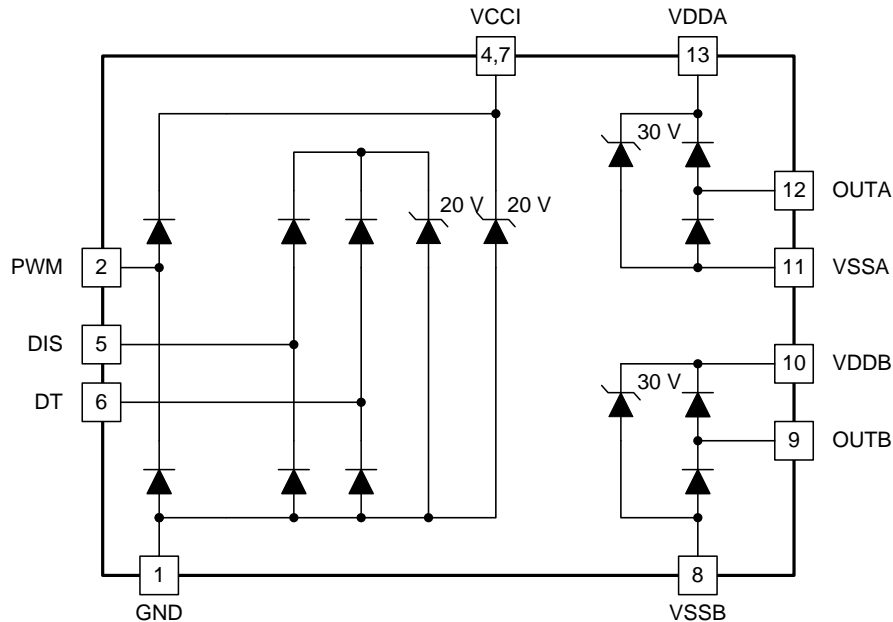 VCCI
VDDA
4,7
13
30 V
12
OUTA
20 V
20 V
PWM
2
11
VSSA
DIS
5
10
VDDB
30 V
DT
6
9
OUTB
1
8
GND
VSSB